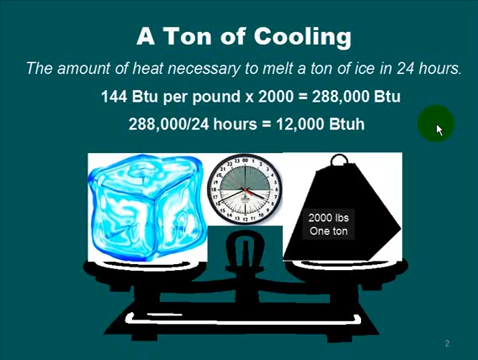 A Ton of Cooling
The amount of heat necessary to melt a ton of ice in 24 hours.
144 Btu per pound x 2000 = 288,000 Btu
288,000/24 hours = 12,000 Btuh
2000 lbs
One ton
2